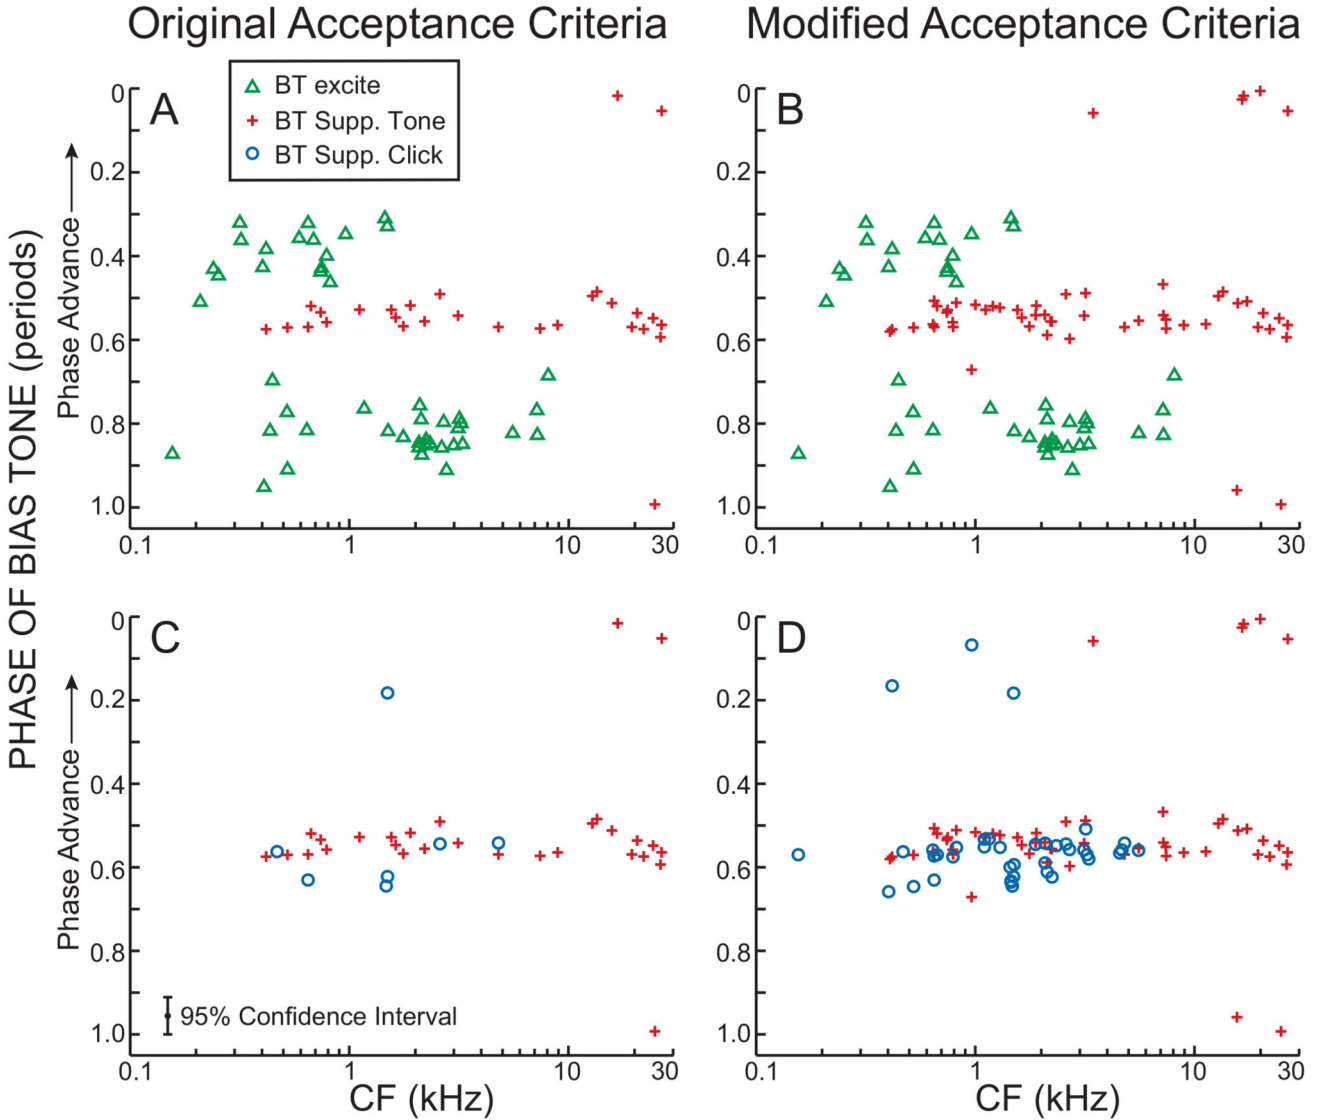 Original Acceptance Criteria
Modified Acceptance Criteria
PHASE OF BIAS TONE (periods)
A
BT excite
BT Supp. Tone
BT Supp. Click
Phase Advance
0
0.2
0.4
0.6
0.8
1.0
0.1
1
10
30
B
0
0.2
0.4
0.6
0.8
1.0
0.1
1
10
30
C
Phase Advance
0
0.2
0.4
0.6
0.8
1.0
95% Confidence Interval
0.1
1
10
30
CF (kHz)
D
0
0.2
0.4
0.6
0.8
1.0
0.1
1
10
30
CF (kHz)